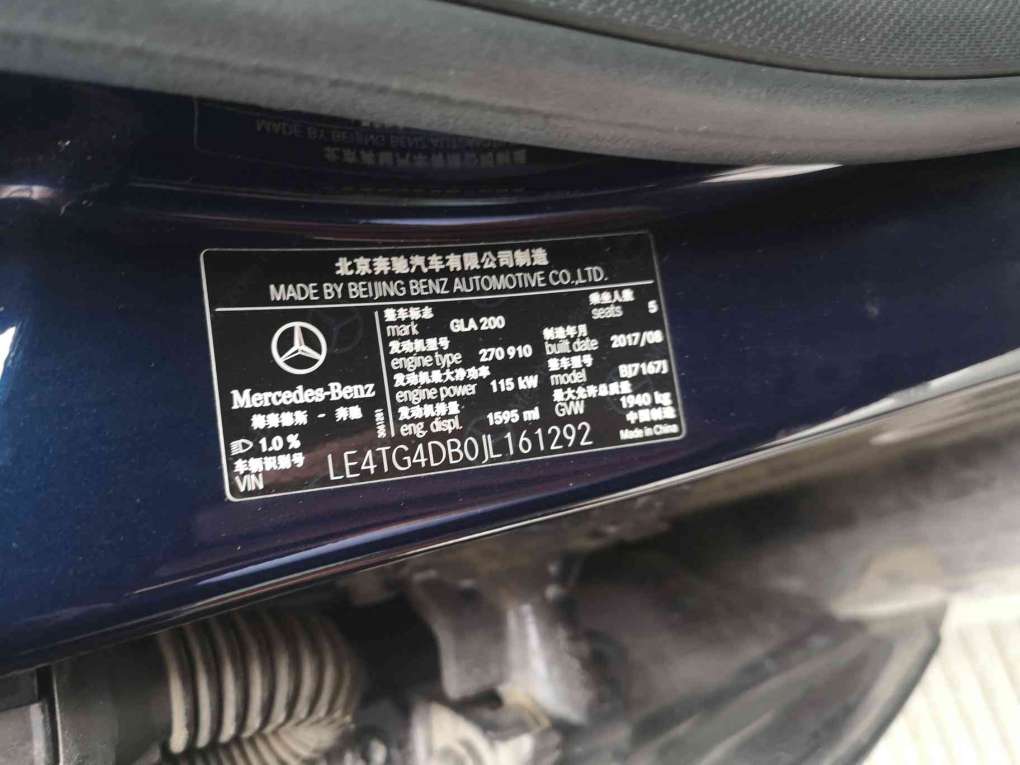 北京奔驰汽车有限公司制造
MADE BY BEIJING BENZ AUTOMOTIVE CO.,LTD.
Mercedes-Benz
梅赛德斯 - 奔驰
1.0 %
整车标志
mark GLA 200
乘坐人数
seats 5
发动机型号
engine type 270 910
制造年月
built date 2017/08
发动机最大净功率
engine power 115 kW
整车型号
model BJ7167J
发动机排量
eng. displ. 1595 ml
最大允许总质量
GVW 1940 kg
中国制造
Made in China
车辆识别号
VIN LE4TG4DB0JL161292